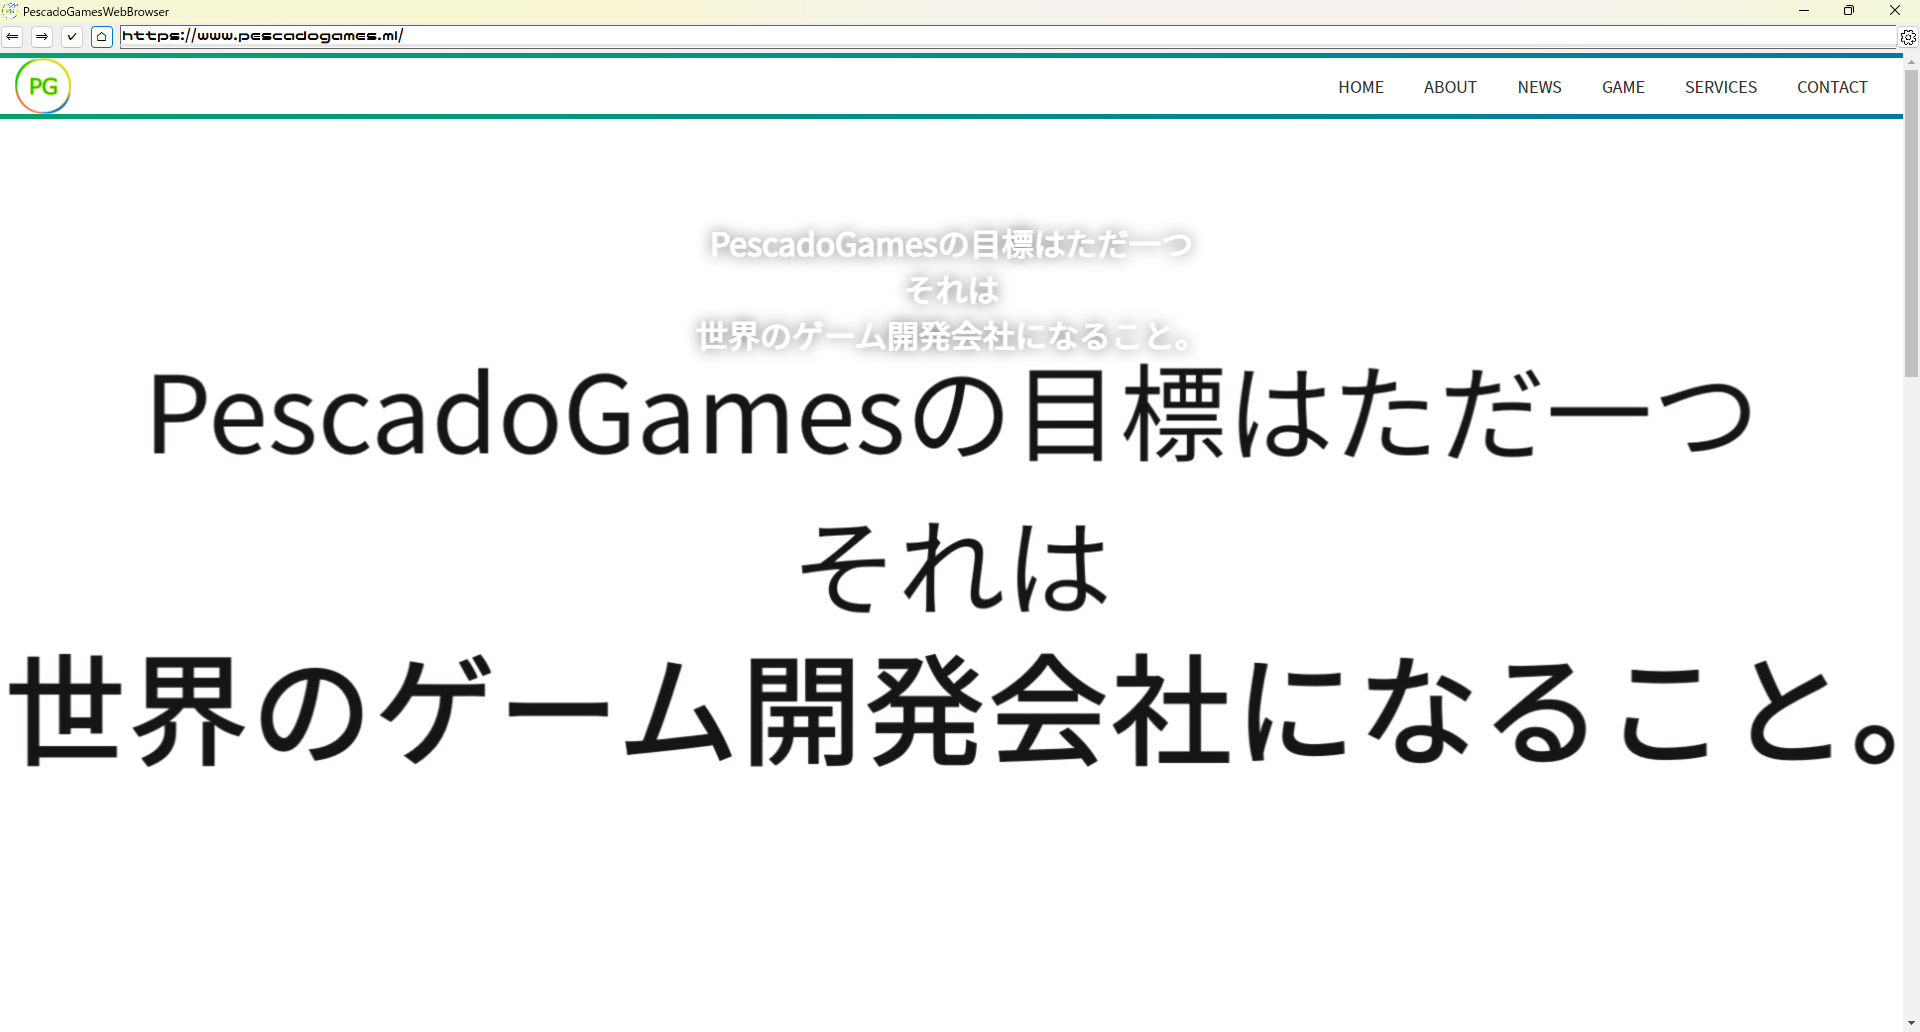 PescadoGamesWebBrowser
https://www.pescadogames.ml/
PG
HOME ABOUT NEWS GAME SERVICES CONTACT
PescadoGamesの目標はただ一つ
それは
世界のゲーム開発会社になること。
PescadoGamesの目標はただ一つ
それは
世界のゲーム開発会社になること。